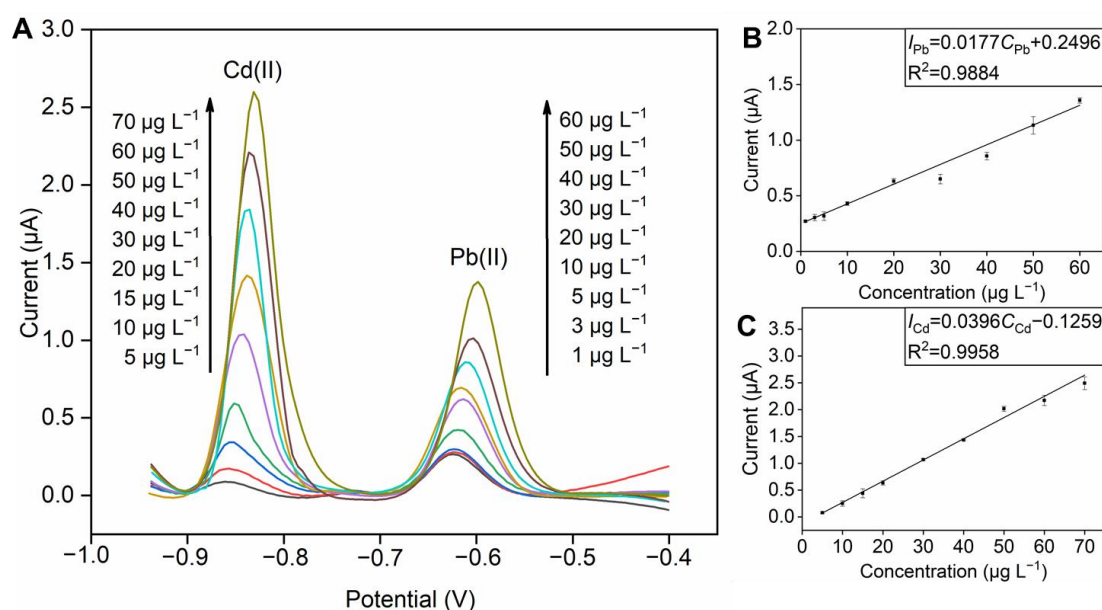 A
3.0
2.5
2.0
1.5
1.0
0.5
0.0
Current (µA)
−1.0
−0.9
−0.8
−0.7
−0.6
−0.5
−0.4
Potential (V)
Cd(II)
70 µg L⁻¹
60 µg L⁻¹
50 µg L⁻¹
40 µg L⁻¹
30 µg L⁻¹
20 µg L⁻¹
15 µg L⁻¹
10 µg L⁻¹
5 µg L⁻¹
Pb(II)
60 µg L⁻¹
50 µg L⁻¹
40 µg L⁻¹
30 µg L⁻¹
20 µg L⁻¹
10 µg L⁻¹
5 µg L⁻¹
3 µg L⁻¹
1 µg L⁻¹
B
2.0
1.5
1.0
0.5
0.0
Current (µA)
I_Pb=0.0177C_Pb+0.2496
R²=0.9884
0
10
20
30
40
50
60
Concentration (µg L⁻¹)
C
3.5
3.0
2.5
2.0
1.5
1.0
0.5
0.0
Current (µA)
I_Cd=0.0396C_Cd−0.1259
R²=0.9958
0
10
20
30
40
50
60
70
Concentration (µg L⁻¹)